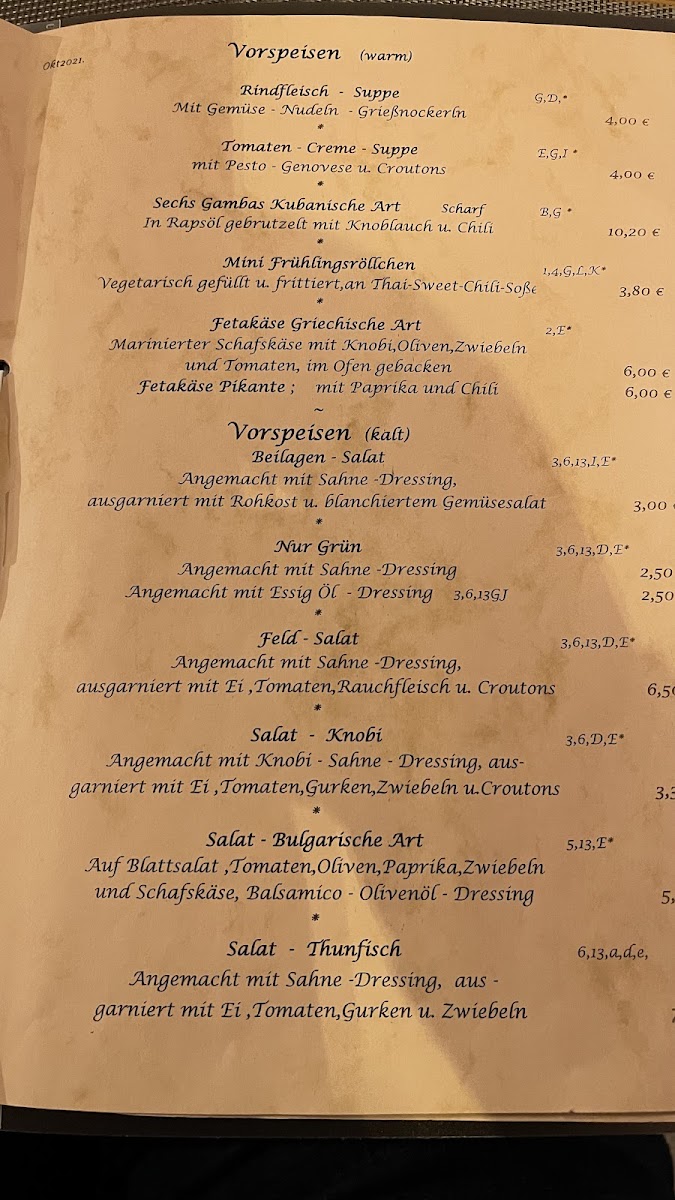 Okt2021.
Vorspeisen (warm)
Rindfleisch - Suppe G,D,*
Mit Gemüse - Nudeln - Grießnockerln 4,00 €
*
Tomaten - Creme - Suppe E,G,I *
mit Pesto - Genovese u. Croutons 4,00 €
*
Sechs Gambas Kubanische Art Scharf B,G *
In Rapsöl gebrutzelt mit Knoblauch u. Chili 10,20 €
*
Mini Frühlingsröllchen 1,4,G,L,K*
Vegetarisch gefüllt u. frittiert,an Thai-Sweet-Chili-Soße 3,80 €
*
Fetakäse Griechische Art 2,E*
Marinierter Schafskäse mit Knobi,Oliven,Zwiebeln
und Tomaten, im Ofen gebacken 6,00 €
Fetakäse Pikante ; mit Paprika und Chili 6,00 €
~
Vorspeisen (kalt)
Beilagen - Salat 3,6,13,I,E*
Angemacht mit Sahne -Dressing,
ausgarniert mit Rohkost u. blanchiertem Gemüsesalat 3,00
*
Nur Grün 3,6,13,D,E*
Angemacht mit Sahne -Dressing 2,50
Angemacht mit Essig Öl - Dressing 3,6,13GJ 2,50
*
Feld - Salat 3,6,13,D,E*
Angemacht mit Sahne -Dressing,
ausgarniert mit Ei ,Tomaten,Rauchfleisch u. Croutons 6,5
*
Salat - Knobi 3,6,D,E*
Angemacht mit Knobi - Sahne - Dressing, aus-
garniert mit Ei ,Tomaten,Gurken,Zwiebeln u.Croutons 3,
*
Salat - Bulgarische Art 5,13,E*
Auf Blattsalat ,Tomaten,Oliven,Paprika,Zwiebeln
und Schafskäse, Balsamico - Olivenöl - Dressing 5,
*
Salat - Thunfisch 6,13,a,d,e,
Angemacht mit Sahne -Dressing, aus -
garniert mit Ei ,Tomaten,Gurken u. Zwiebeln